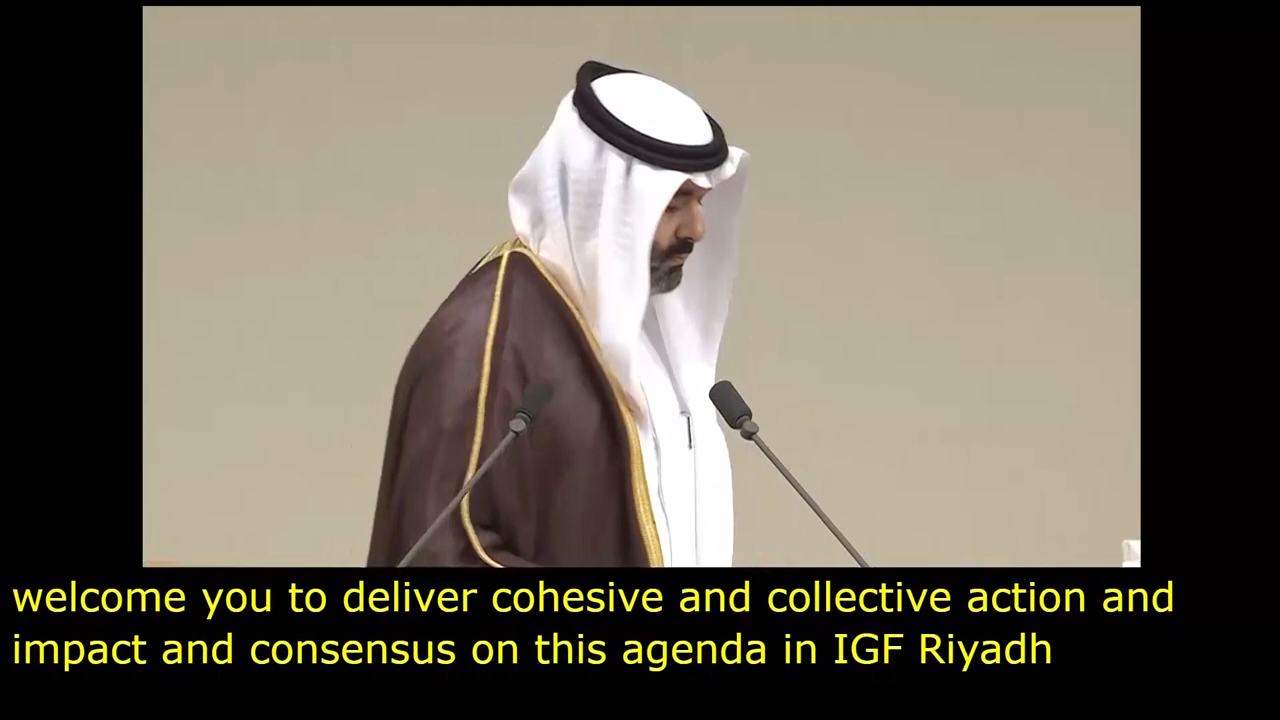 welcome you to deliver cohesive and collective action and
impact and consensus on this agenda in IGF Riyadh